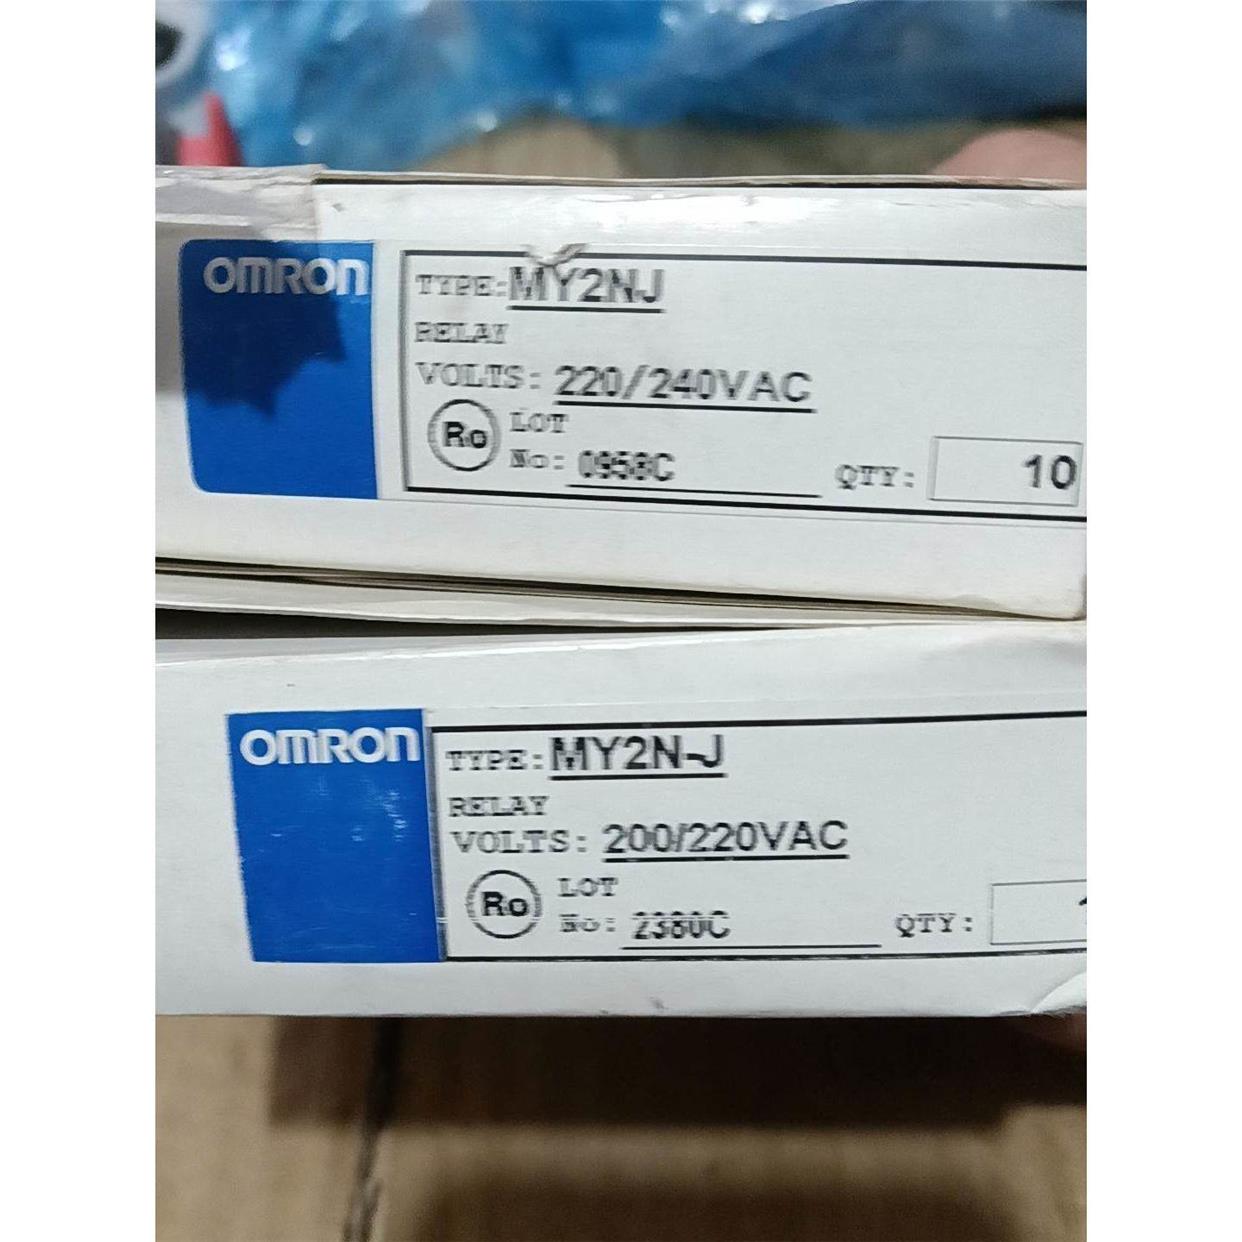 OMRON
TYPE: MY2NJ
RELAY
VOLTS: 220/240VAC
Ro
LOT
No: 0958C
QTY: 10
OMRON
TYPE: MY2N-J
RELAY
VOLTS: 200/220VAC
Ro
LOT
No: 2380C
QTY: